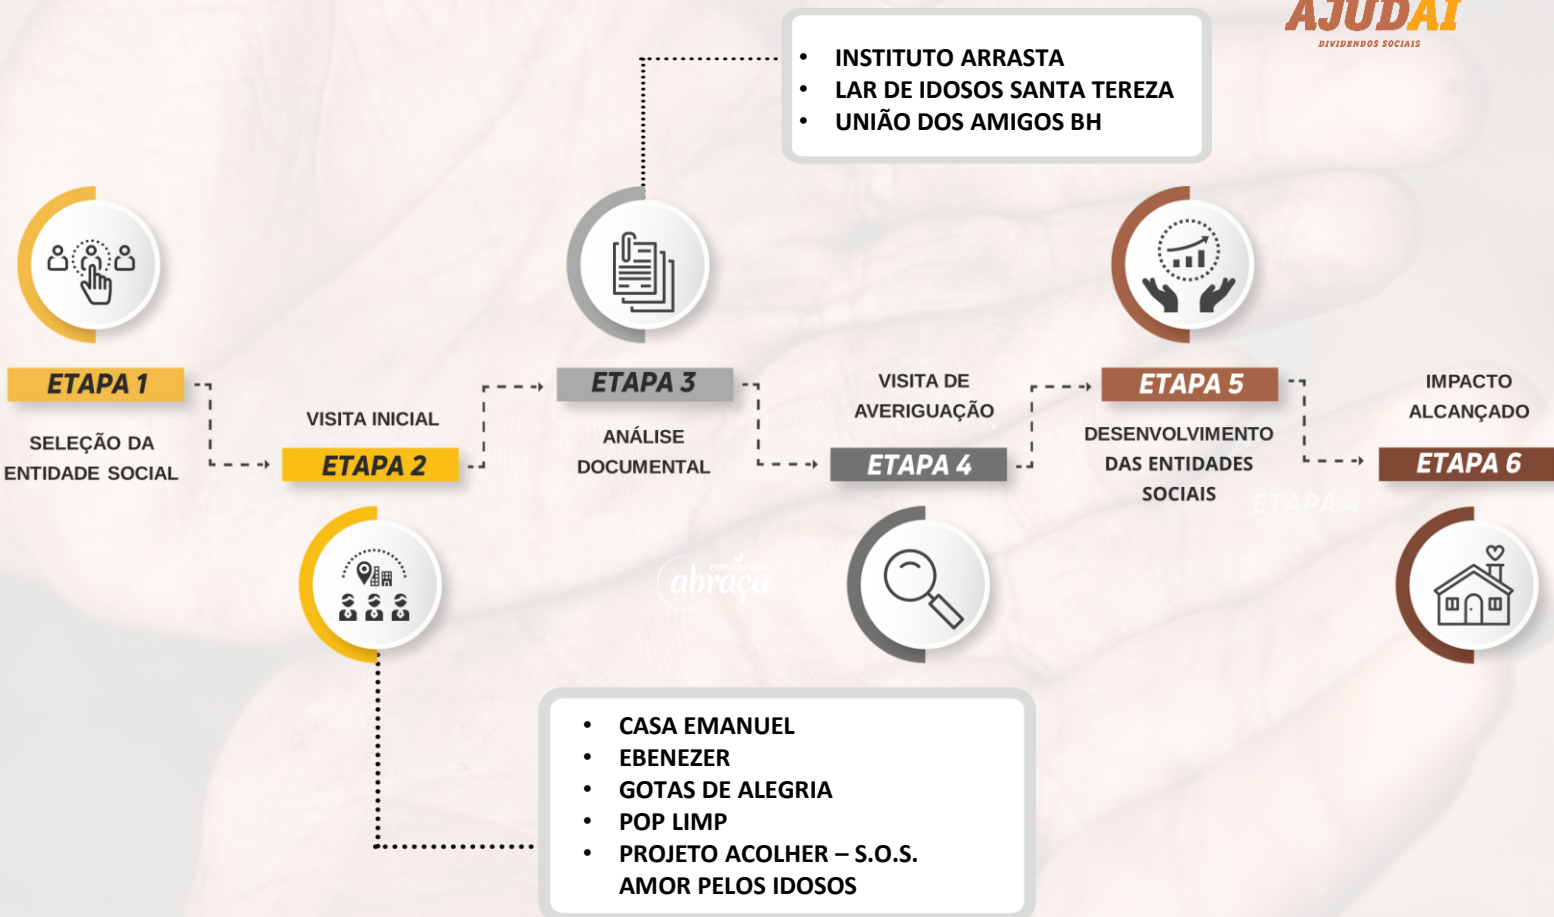 AJUDAÍ
DIVIDENDOS SOCIAIS
• INSTITUTO ARRASTA
• LAR DE IDOSOS SANTA TEREZA
• UNIÃO DOS AMIGOS BH
ETAPA 1
SELEÇÃO DA
ENTIDADE SOCIAL
VISITA INICIAL
ETAPA 2
ETAPA 3
ANÁLISE
DOCUMENTAL
VISITA DE
AVERIGUAÇÃO
ETAPA 4
ETAPA 5
DESENVOLVIMENTO
DAS ENTIDADES
SOCIAIS
ETAPA 4
IMPACTO
ALCANÇADO
ETAPA 6
comida que
abraça
• CASA EMANUEL
• EBENEZER
• GOTAS DE ALEGRIA
• POP LIMP
• PROJETO ACOLHER – S.O.S.
AMOR PELOS IDOSOS